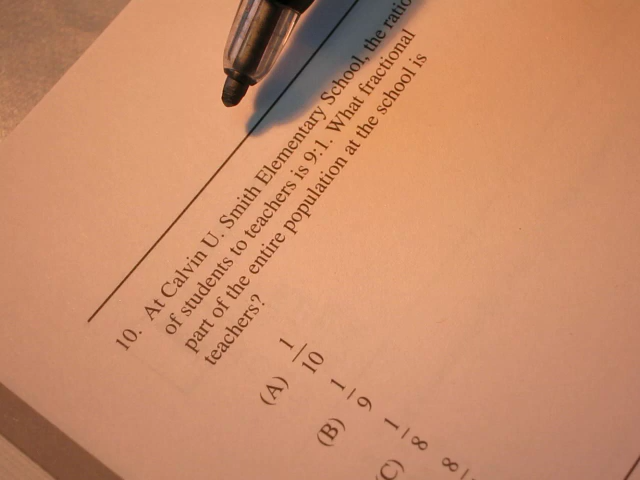 10. At Calvin U. Smith Elementary School, the ratio
of students to teachers is 9:1. What fractional
part of the entire population at the school is
teachers?
(A) 1/10
(B) 1/9
(C) 1/8
8